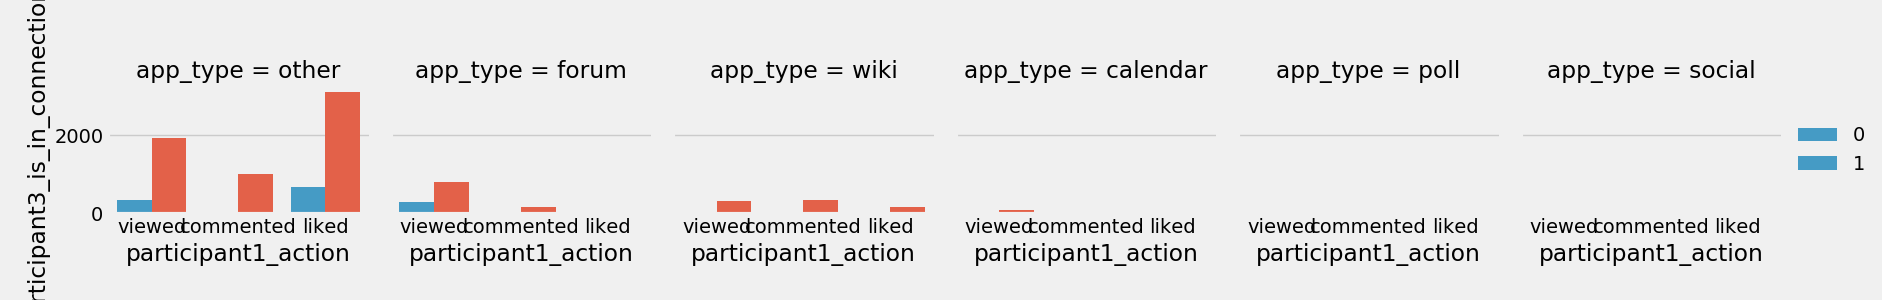 app_type = other
app_type = forum
app_type = wiki
app_type = calendar
app_type = poll
app_type = social
2000
0
viewed commented liked
viewed commented liked
viewed commented liked
viewed commented liked
viewed commented liked
viewed commented liked
participant1_action
participant1_action
participant1_action
participant1_action
participant1_action
participant1_action
0
1